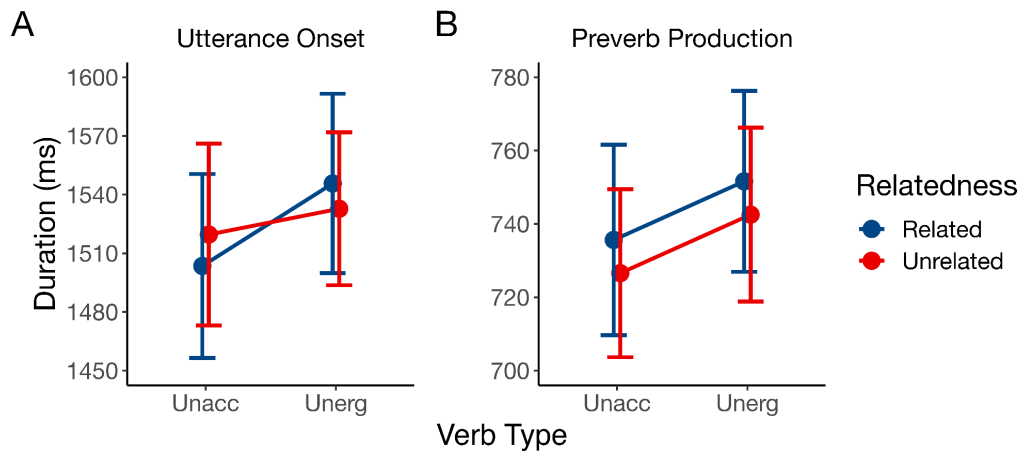 A
Utterance Onset
B
Preverb Production
Duration (ms)
1600
1570
1540
1510
1480
1450
Unacc
Unerg
780
760
740
720
700
Unacc
Unerg
Verb Type
Relatedness
Related
Unrelated